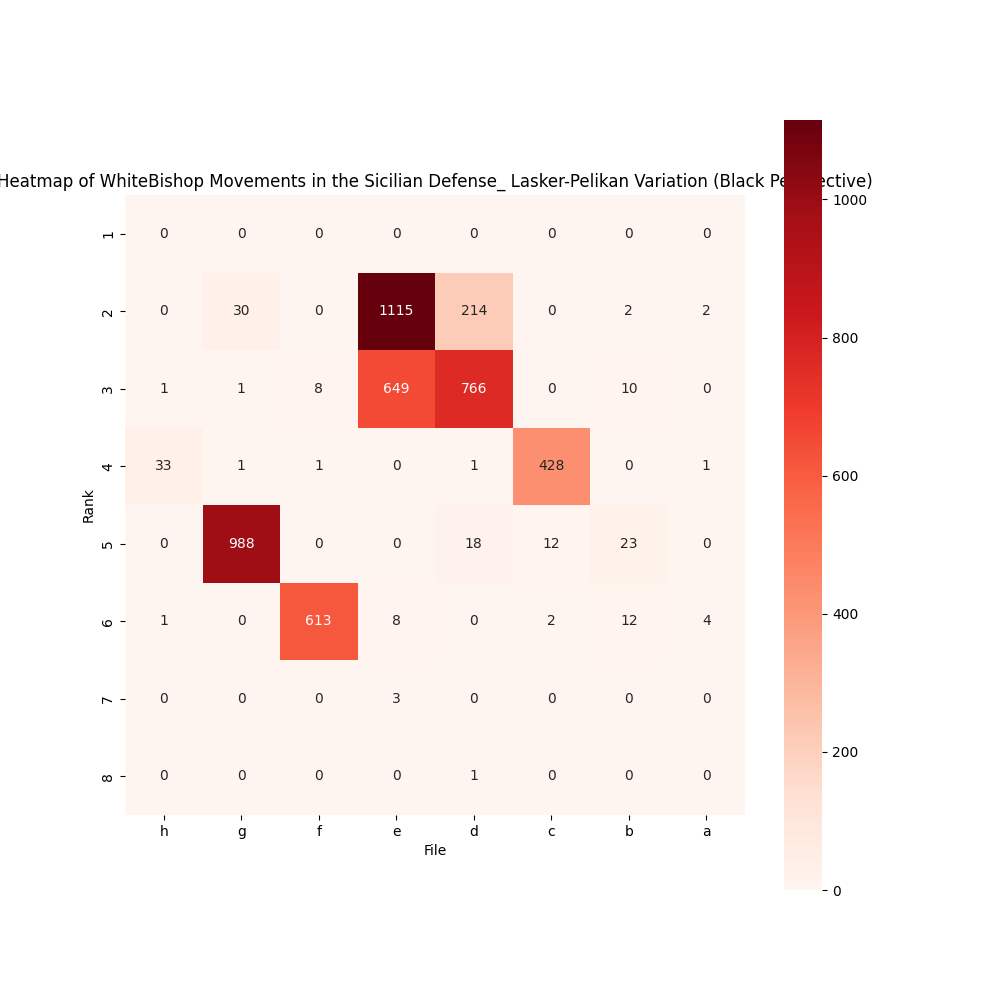 Heatmap of WhiteBishop Movements in the Sicilian Defense_ Lasker-Pelikan Variation (Black Pe ective)
1000
800
600
400
200
0
Rank
1 0 0 0 0 0 0 0 0
2 0 30 0 1115 214 0 2 2
3 1 1 8 649 766 0 10 0
4 33 1 1 0 1 428 0 1
5 0 988 0 0 18 12 23 0
6 1 0 613 8 0 2 12 4
7 0 0 0 3 0 0 0 0
8 0 0 0 0 1 0 0 0
h g f e d c b a
File